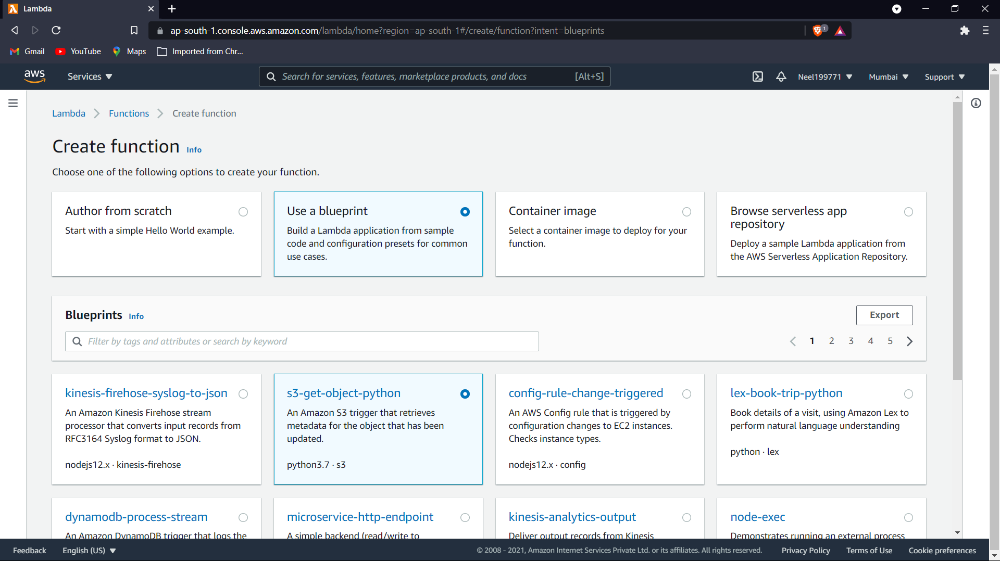 Lambda
ap-south-1.console.aws.amazon.com/lambda/home?region=ap-south-1#/create/function?intent=blueprints
1
Gmail
YouTube
Maps
Imported from Chr...
aws
Services
Search for services, features, marketplace products, and docs
[Alt+S]
Neel199771
Mumbai
Support
Lambda
Functions
Create function
Create function Info
Choose one of the following options to create your function.
Author from scratch
Start with a simple Hello World example.
Use a blueprint
Build a Lambda application from sample
code and configuration presets for common
use cases.
Container image
Select a container image to deploy for your
function.
Browse serverless app
repository
Deploy a sample Lambda application from
the AWS Serverless Application Repository.
Blueprints Info
Export
Filter by tags and attributes or search by keyword
1 2 3 4 5
kinesis-firehose-syslog-to-json
An Amazon Kinesis Firehose stream
processor that converts input records from
RFC3164 Syslog format to JSON.
nodejs12.x · kinesis-firehose
s3-get-object-python
An Amazon S3 trigger that retrieves
metadata for the object that has been
updated.
python3.7 · s3
config-rule-change-triggered
An AWS Config rule that is triggered by
configuration changes to EC2 instances.
Checks instance types.
nodejs12.x · config
lex-book-trip-python
Book details of a visit, using Amazon Lex to
perform natural language understanding
python · lex
dynamodb-process-stream
An Amazon DynamoDB trigger that logs the
microservice-http-endpoint
A simple backend (read/write to
kinesis-analytics-output
Deliver output records from Kinesis
node-exec
Demonstrates running an external process
Feedback
English (US)
© 2008 - 2021, Amazon Internet Services Private Ltd. or its affiliates. All rights reserved.
Privacy Policy
Terms of Use
Cookie preferences